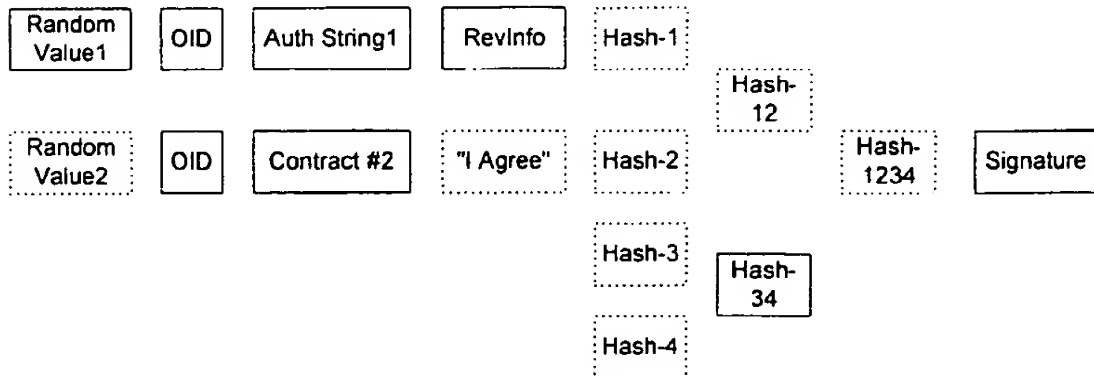 Random
Value1
OID
Auth String1
RevInfo
Hash-1
Hash-
12
Random
Value2
OID
Contract #2
"I Agree"
Hash-2
Hash-
1234
Signature
Hash-3
Hash-
34
Hash-4